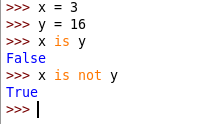 >>> x = 3
>>> y = 16
>>> x is y
False
>>> x is not y
True
>>>